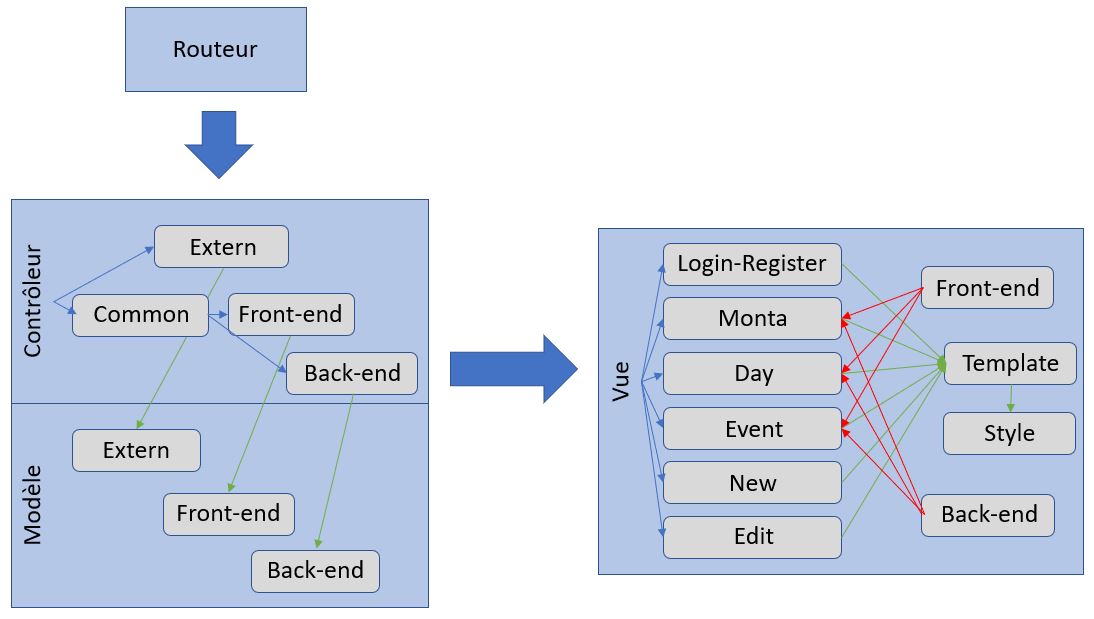 Routeur
Contrôleur
Extern
Common
Front-end
Back-end
Modèle
Extern
Front-end
Back-end
Vue
Login-Register
Monta
Day
Event
New
Edit
Front-end
Template
Style
Back-end